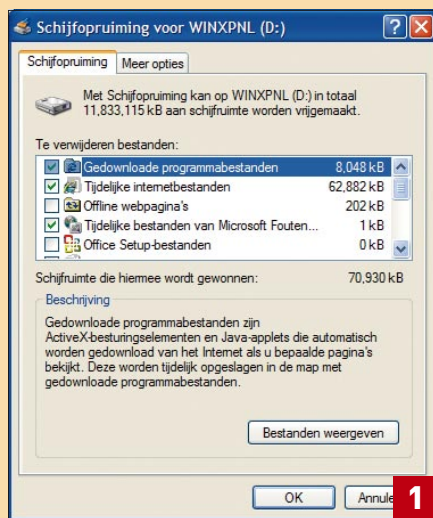 Schijfopruiming voor WINXPNL (D:)
Schijfopruiming Meer opties
Met Schijfopruiming kan op WINXPNL (D:) in totaal
11,833,115 kB aan schijfruimte worden vrijgemaakt.
Te verwijderen bestanden:
Gedownloade programmabestanden 8,048 kB
Tijdelijke internetbestanden 62,882 kB
Offline webpagina's 202 kB
Tijdelijke bestanden van Microsoft Fouten... 1 kB
Office Setup-bestanden 0 kB
Schijfruimte die hiermee wordt gewonnen: 70,930 kB
Beschrijving
Gedownloade programmabestanden zijn
ActiveX-besturingselementen en Java-applets die automatisch
worden gedownload van het Internet als u bepaalde pagina's
bekijkt. Deze worden tijdelijk opgeslagen in de map met
gedownloade programmabestanden.
Bestanden weergeven
OK Annule
1